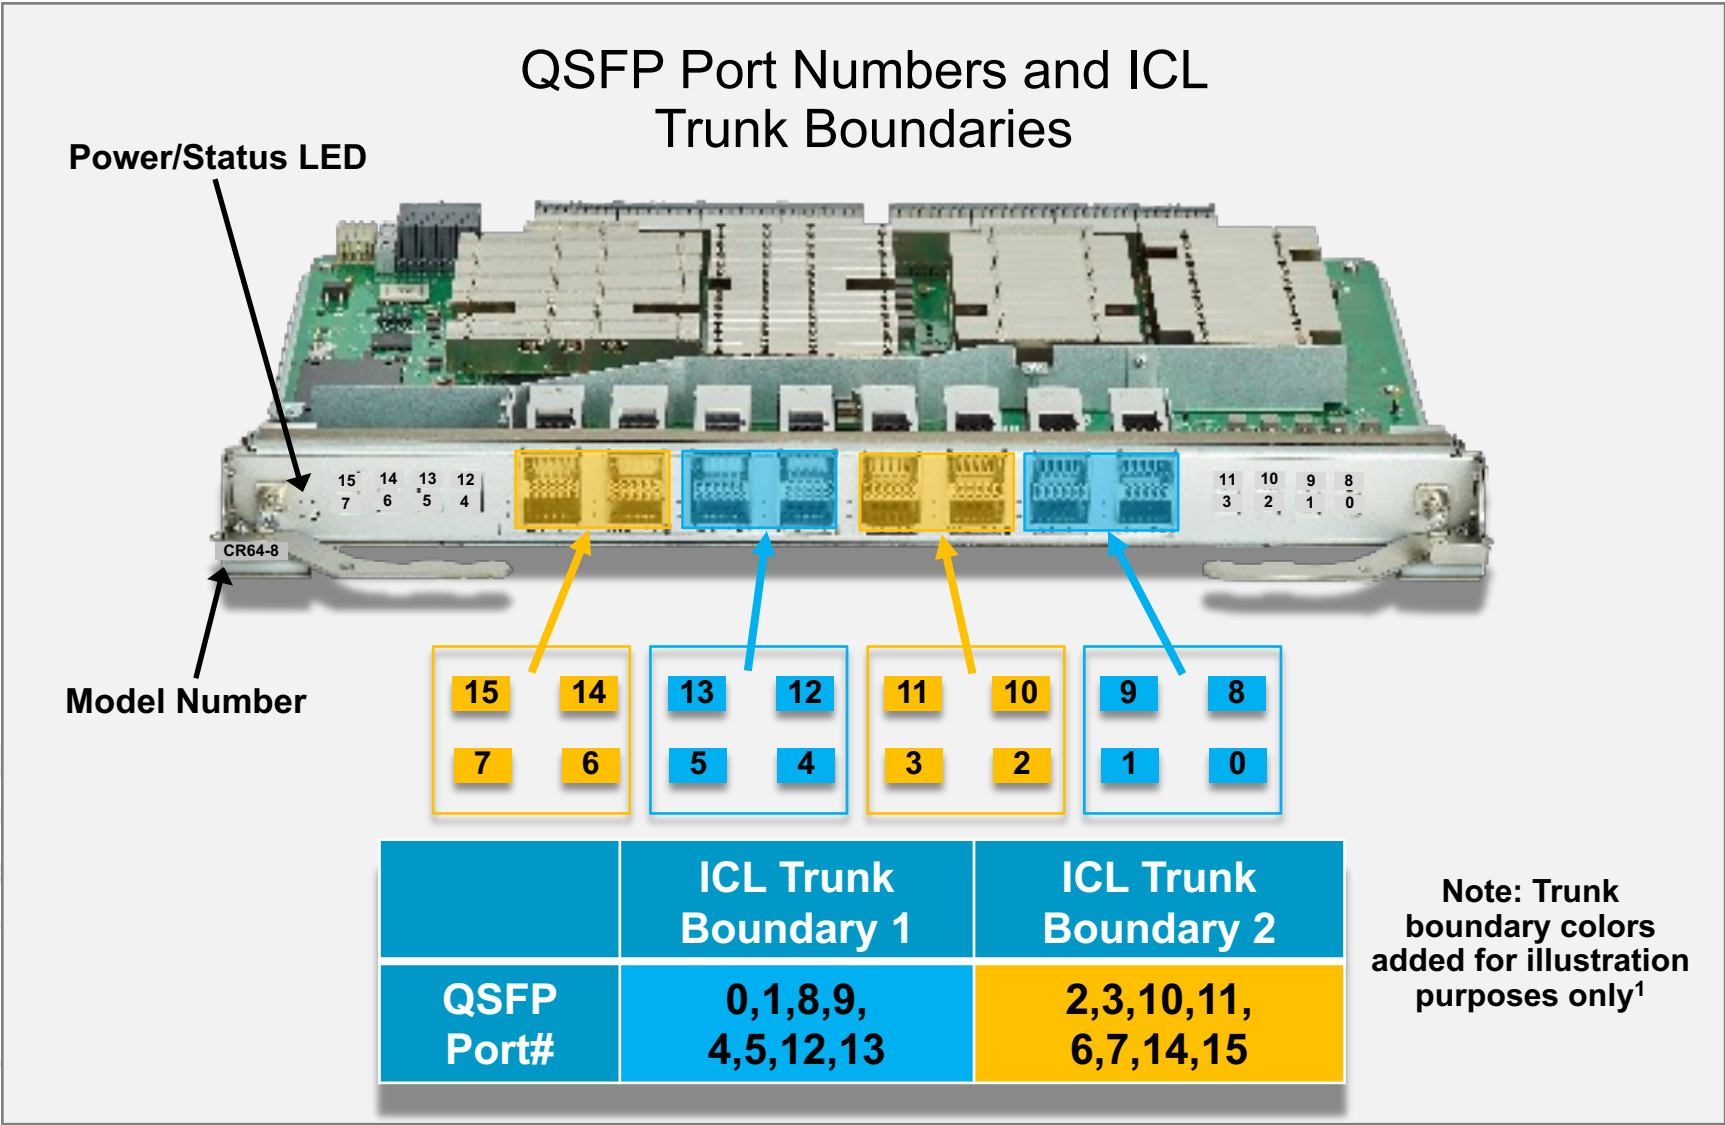 QSFP Port Numbers and ICL
Trunk Boundaries
Power/Status LED
15 14 13 12
7 6 5 4
11 10 9 8
3 2 1 0
CR64-8
Model Number
15 14 13 12 11 10 9 8
7 6 5 4 3 2 1 0
ICL Trunk
Boundary 1
ICL Trunk
Boundary 2
QSFP
Port#
0,1,8,9,
4,5,12,13
2,3,10,11,
6,7,14,15
Note: Trunk
boundary colors
added for illustration
purposes only¹